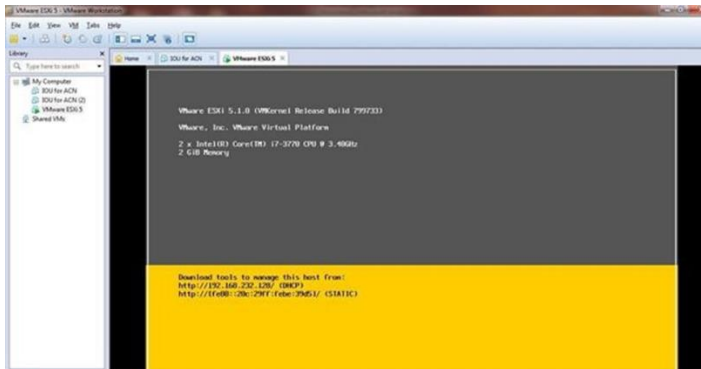 VMware ESXi 5 - VMware Workstation
File Edit View VM Tabs Help
Library
Type here to search
Home
IOU for ACN
VMware ESXi 5
My Computer
IOU for ACN
IOU for ACN (2)
VMware ESXi 5
Shared VMs
VMware ESXi 5.1.0 (VMKernel Release Build 799733)
VMware, Inc. VMware Virtual Platform
2 x Intel(R) Core(TM) i7-3770 CPU @ 3.40GHz
2 GiB Memory
Download tools to manage this host from:
http://192.168.232.128/ (DHCP)
http://[fe80::20c:29ff:febe:39d5]/ (STATIC)